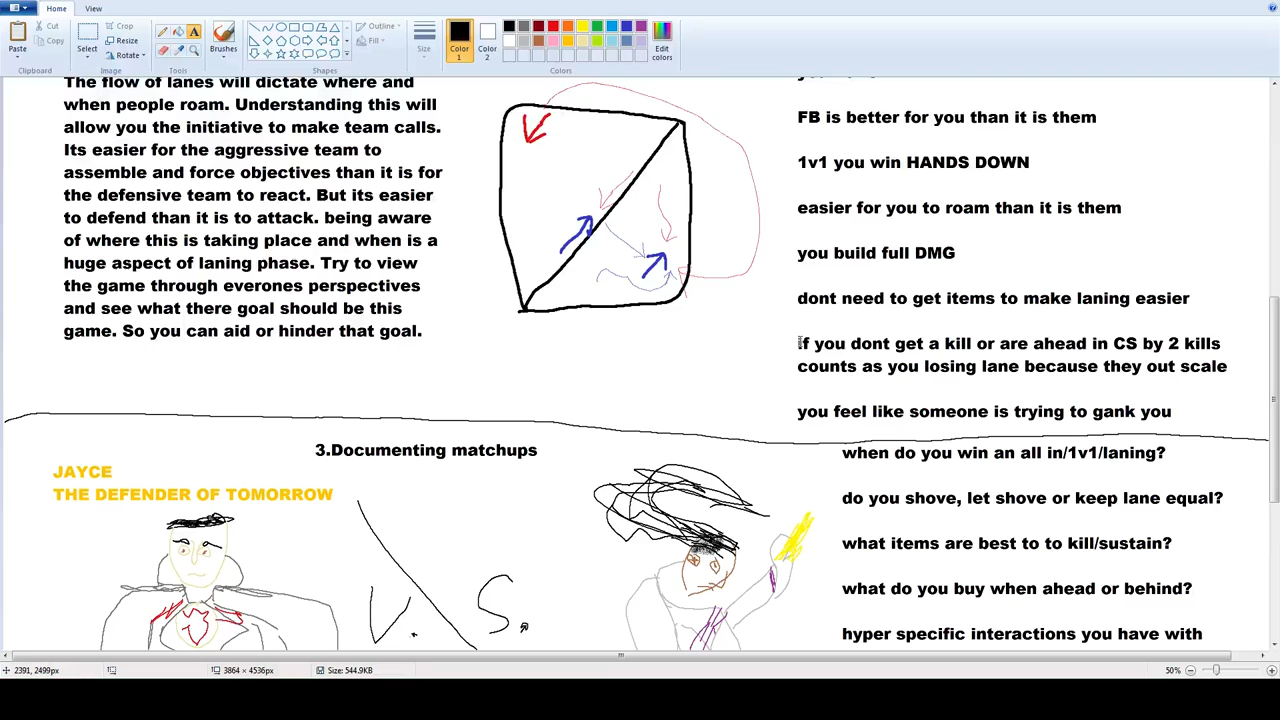 Home
View
Paste
Cut
Copy
Clipboard
Select
Crop
Resize
Rotate
Image
A
Tools
Brushes
Shapes
Outline
Fill
Size
Color
1
Color
2
Edit
colors
Colors
The flow of lanes will dictate where and
when people roam. Understanding this will
allow you the initiative to make team calls.
Its easier for the aggressive team to
assemble and force objectives than it is for
the defensive team to react. But its easier
to defend than it is to attack. being aware
of where this is taking place and when is a
huge aspect of laning phase. Try to view
the game through everones perspectives
and see what there goal should be this
game. So you can aid or hinder that goal.
FB is better for you than it is them
1v1 you win HANDS DOWN
easier for you to roam than it is them
you build full DMG
dont need to get items to make laning easier
if you dont get a kill or are ahead in CS by 2 kills
counts as you losing lane because they out scale
you feel like someone is trying to gank you
3.Documenting matchups
JAYCE
THE DEFENDER OF TOMORROW
V. S.
when do you win an all in/1v1/laning?
do you shove, let shove or keep lane equal?
what items are best to to kill/sustain?
what do you buy when ahead or behind?
hyper specific interactions you have with
2391, 2499px
3864 × 4536px
Size: 544.9KB
50%